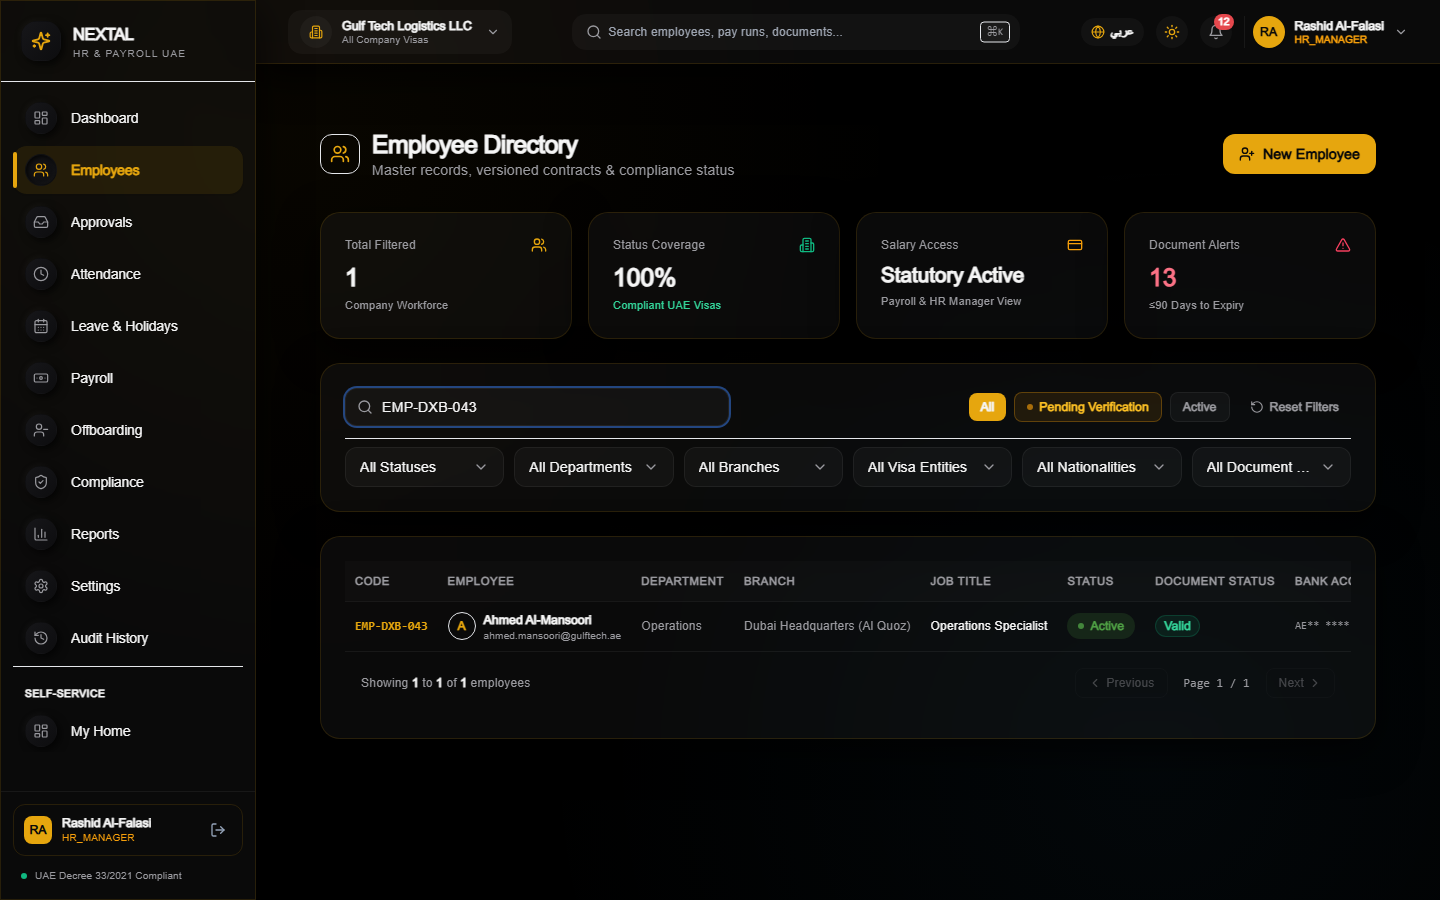 NEXTAL
HR & PAYROLL UAE
Dashboard
Employees
Approvals
Attendance
Leave & Holidays
Payroll
Offboarding
Compliance
Reports
Settings
Audit History
SELF-SERVICE
My Home
RA
Rashid Al-Falasi
HR_MANAGER
UAE Decree 33/2021 Compliant
Gulf Tech Logistics LLC
All Company Visas
Search employees, pay runs, documents...
⌘K
عربي
12
RA
Rashid Al-Falasi
HR_MANAGER
Employee Directory
Master records, versioned contracts & compliance status
New Employee
Total Filtered
1
Company Workforce
Status Coverage
100%
Compliant UAE Visas
Salary Access
Statutory Active
Payroll & HR Manager View
Document Alerts
13
≤90 Days to Expiry
EMP-DXB-043
All
Pending Verification
Active
Reset Filters
All Statuses
All Departments
All Branches
All Visa Entities
All Nationalities
All Document ...
CODE EMPLOYEE DEPARTMENT BRANCH JOB TITLE STATUS DOCUMENT STATUS BANK ACC
EMP-DXB-043 A Ahmed Al-Mansoori Operations Dubai Headquarters (Al Quoz) Operations Specialist Active Valid AE** ****
ahmed.mansoori@gulftech.ae
Showing 1 to 1 of 1 employees
Previous
Page 1 / 1
Next